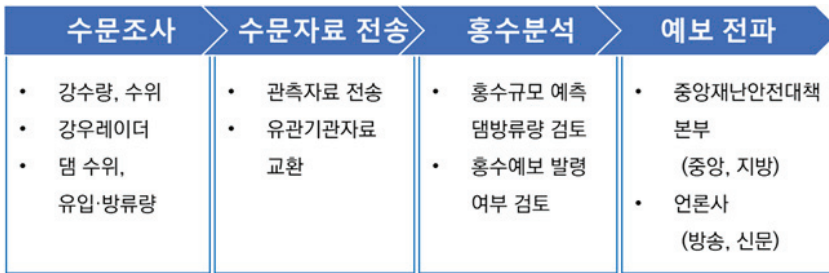 수문조사
수문자료 전송
홍수분석
예보 전파
• 강수량, 수위
• 강우레이더
• 댐 수위,
유입·방류량
• 관측자료 전송
• 유관기관자료
교환
• 홍수규모 예측
댐방류량 검토
• 홍수예보 발령
여부 검토
• 중앙재난안전대책
본부
(중앙, 지방)
• 언론사
(방송, 신문)